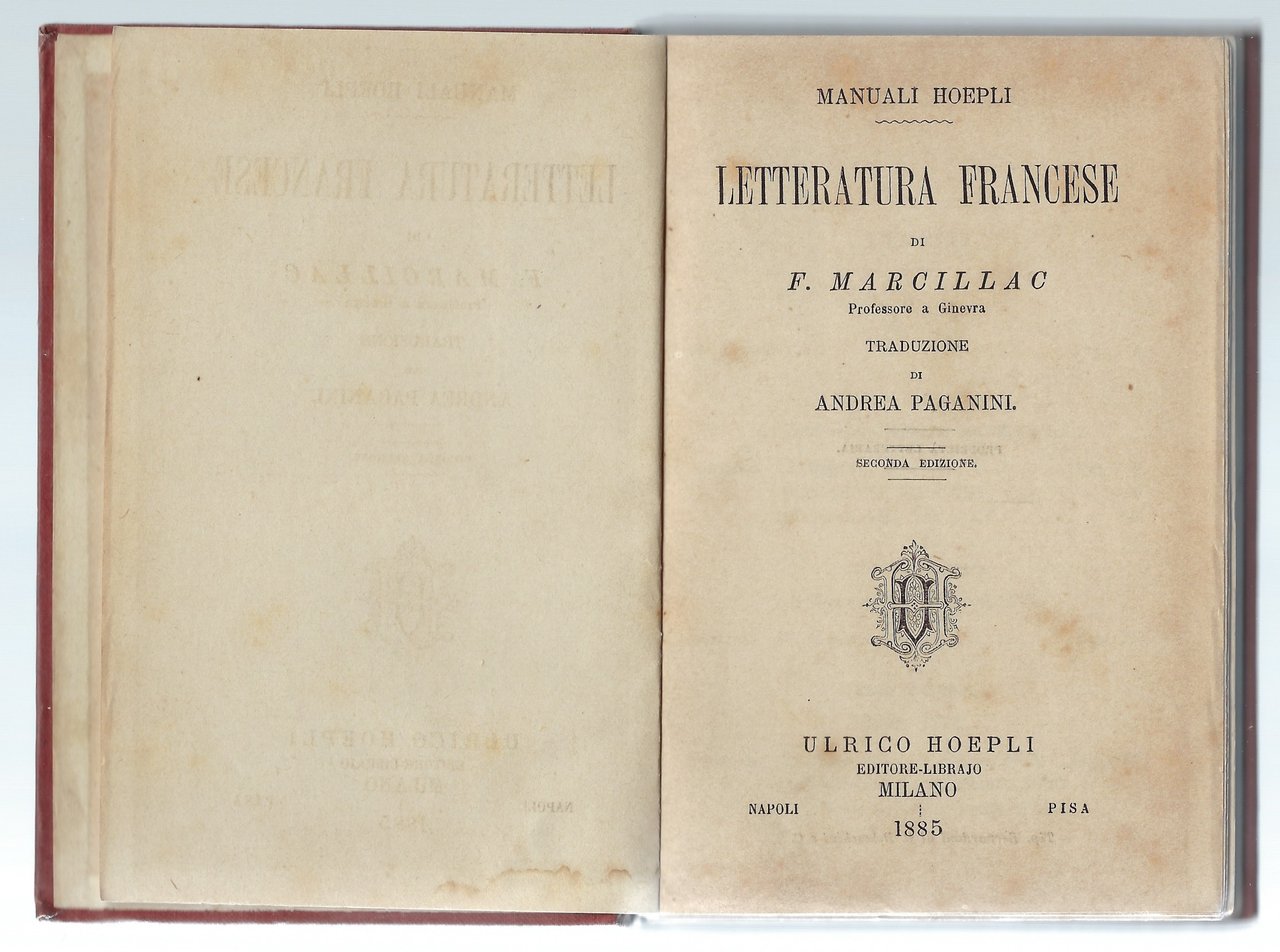 MANUALI HOEPLI
LETTERATURA FRANCESE
DI
F. MARCILLAC
Professore a Ginevra
TRADUZIONE
DI
ANDREA PAGANINI.
SECONDA EDIZIONE.
ULRICO HOEPLI
EDITORE-LIBRAJO
MILANO
NAPOLI PISA
1885